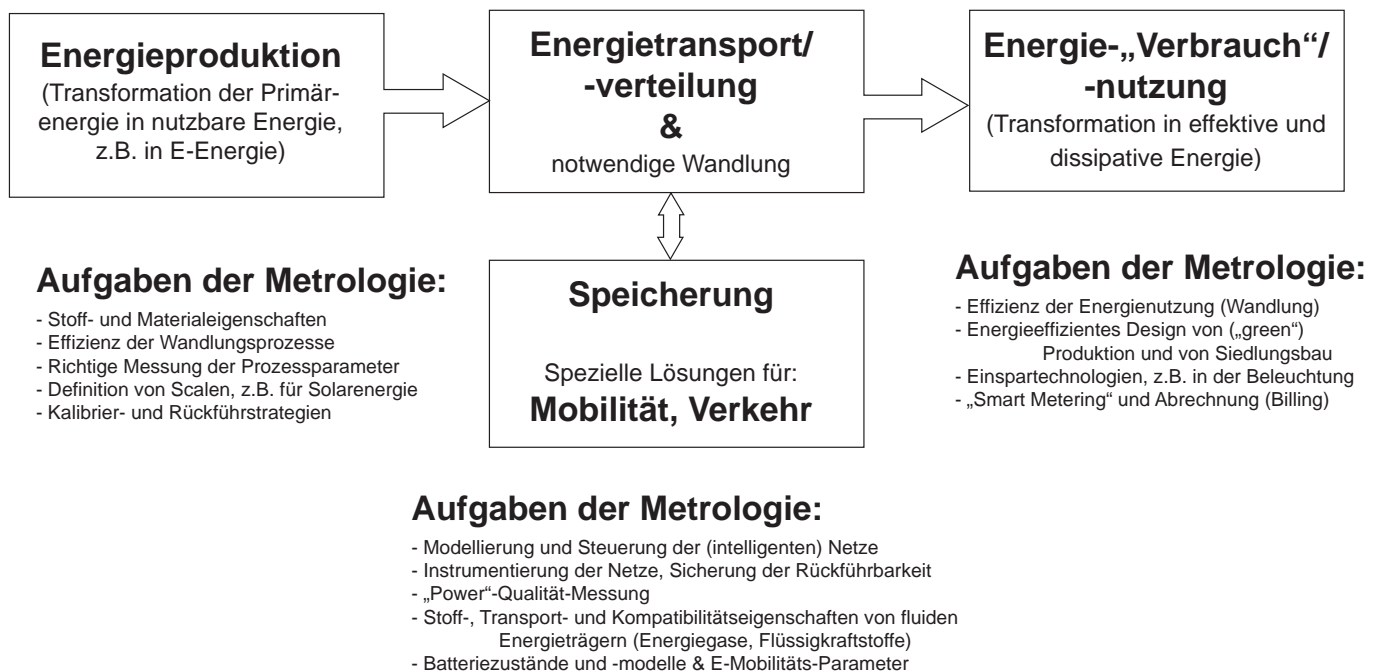 Energieproduktion
(Transformation der Primär-
energie in nutzbare Energie,
z.B. in E-Energie)
Energietransport/
-verteilung
&
notwendige Wandlung
Energie-„Verbrauch“/
-nutzung
(Transformation in effektive und
dissipative Energie)
Aufgaben der Metrologie:
- Stoff- und Materialeigenschaften
- Effizienz der Wandlungsprozesse
- Richtige Messung der Prozessparameter
- Definition von Scalen, z.B. für Solarenergie
- Kalibrier- und Rückführstrategien
Speicherung
Spezielle Lösungen für:
Mobilität, Verkehr
Aufgaben der Metrologie:
- Effizienz der Energienutzung (Wandlung)
- Energieeffizientes Design von („green“)
Produktion und von Siedlungsbau
- Einspartechnologien, z.B. in der Beleuchtung
- „Smart Metering“ und Abrechnung (Billing)
Aufgaben der Metrologie:
- Modellierung und Steuerung der (intelligenten) Netze
- Instrumentierung der Netze, Sicherung der Rückführbarkeit
- „Power“-Qualität-Messung
- Stoff-, Transport- und Kompatibilitätseigenschaften von fluiden
Energieträgern (Energiegase, Flüssigkraftstoffe)
- Batteriezustände und -modelle & E-Mobilitäts-Parameter